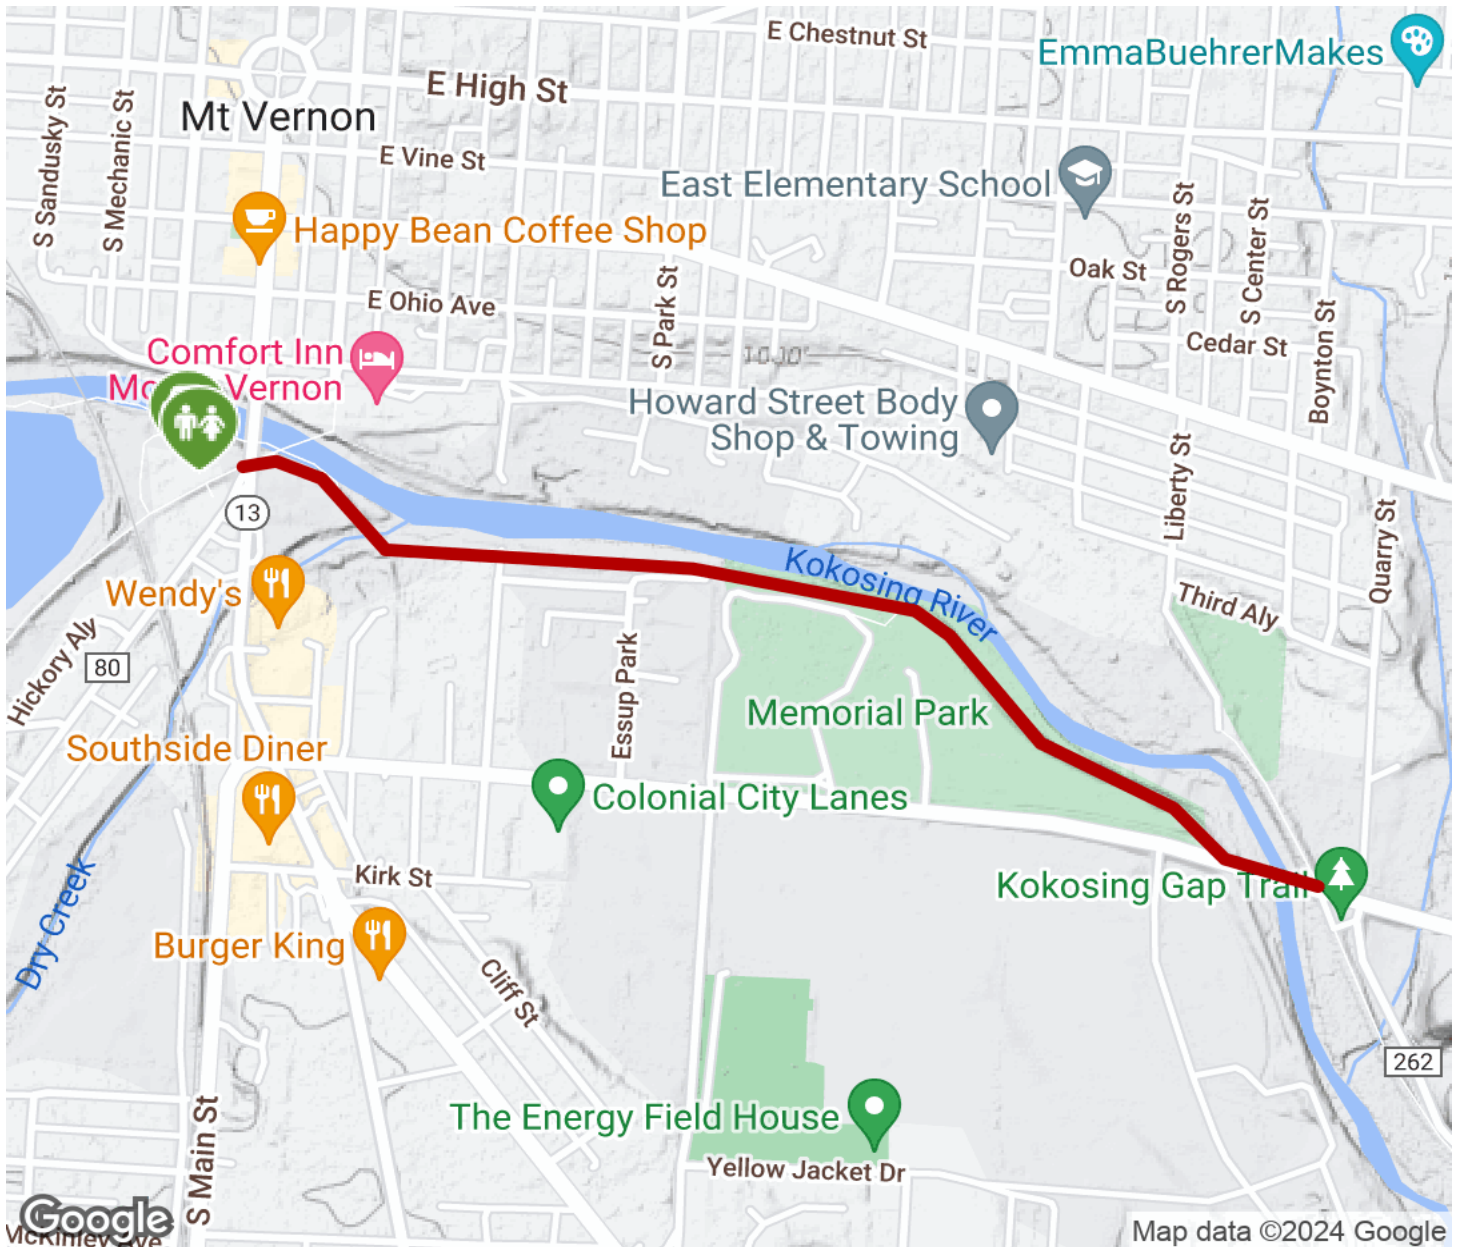 E Chestnut St
EmmaBuehrerMakes
E High St
Mt Vernon
S Sandusky St
S Mechanic St
E Vine St
East Elementary School
S Rogers St
S Center St
Happy Bean Coffee Shop
Oak St
E Ohio Ave
S Park St
Cedar St
Boynton St
Comfort Inn
Vernon
Howard Street Body
Shop & Towing
Liberty St
Quarry St
13
Kokosing River
Wendy's
Third Aly
Hickory Aly
80
Essup Park
Memorial Park
Southside Diner
Colonial City Lanes
Kirk St
Kokosing Gap Trail
Dry Creek
Burger King
Cliff St
262
The Energy Field House
S Main St
Yellow Jacket Dr
Google
McKinley Ave
Map data ©2024 Google